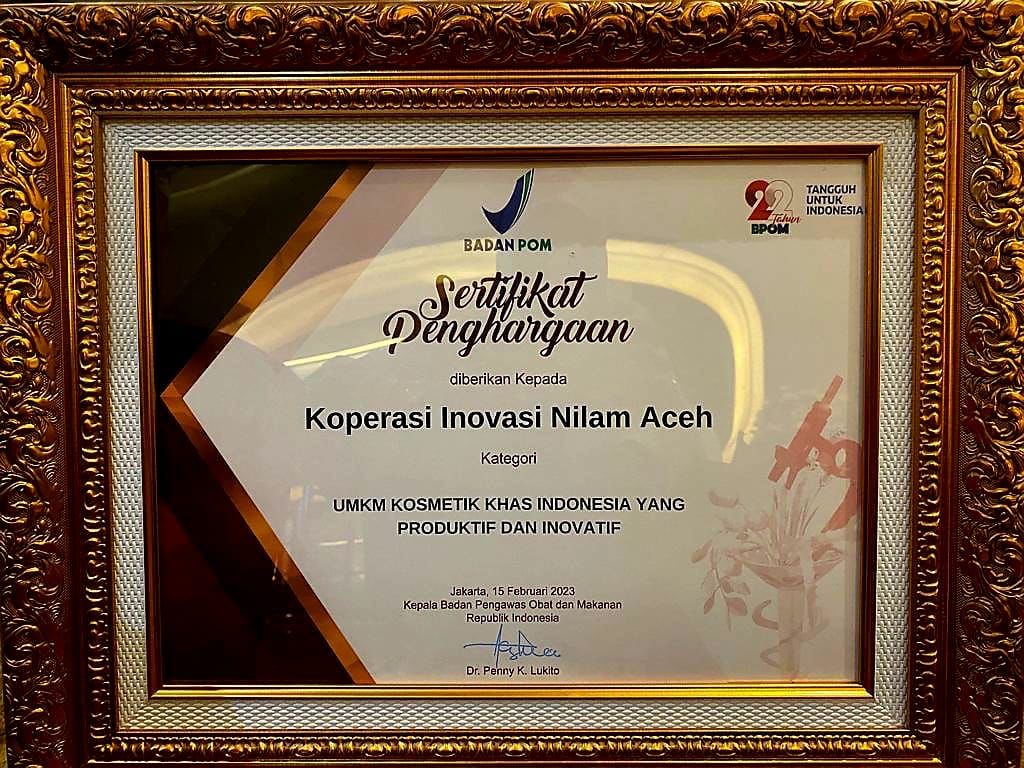 BADAN POM
22 Tahun
BPOM
TANGGUH
UNTUK
INDONESIA
Sertifikat
Penghargaan
diberikan Kepada
Koperasi Inovasi Nilam Aceh
Kategori
UMKM KOSMETIK KHAS INDONESIA YANG
PRODUKTIF DAN INOVATIF
Jakarta, 15 Februari 2023
Kepala Badan Pengawas Obat dan Makanan
Republik Indonesia
Dr. Penny K. Lukito